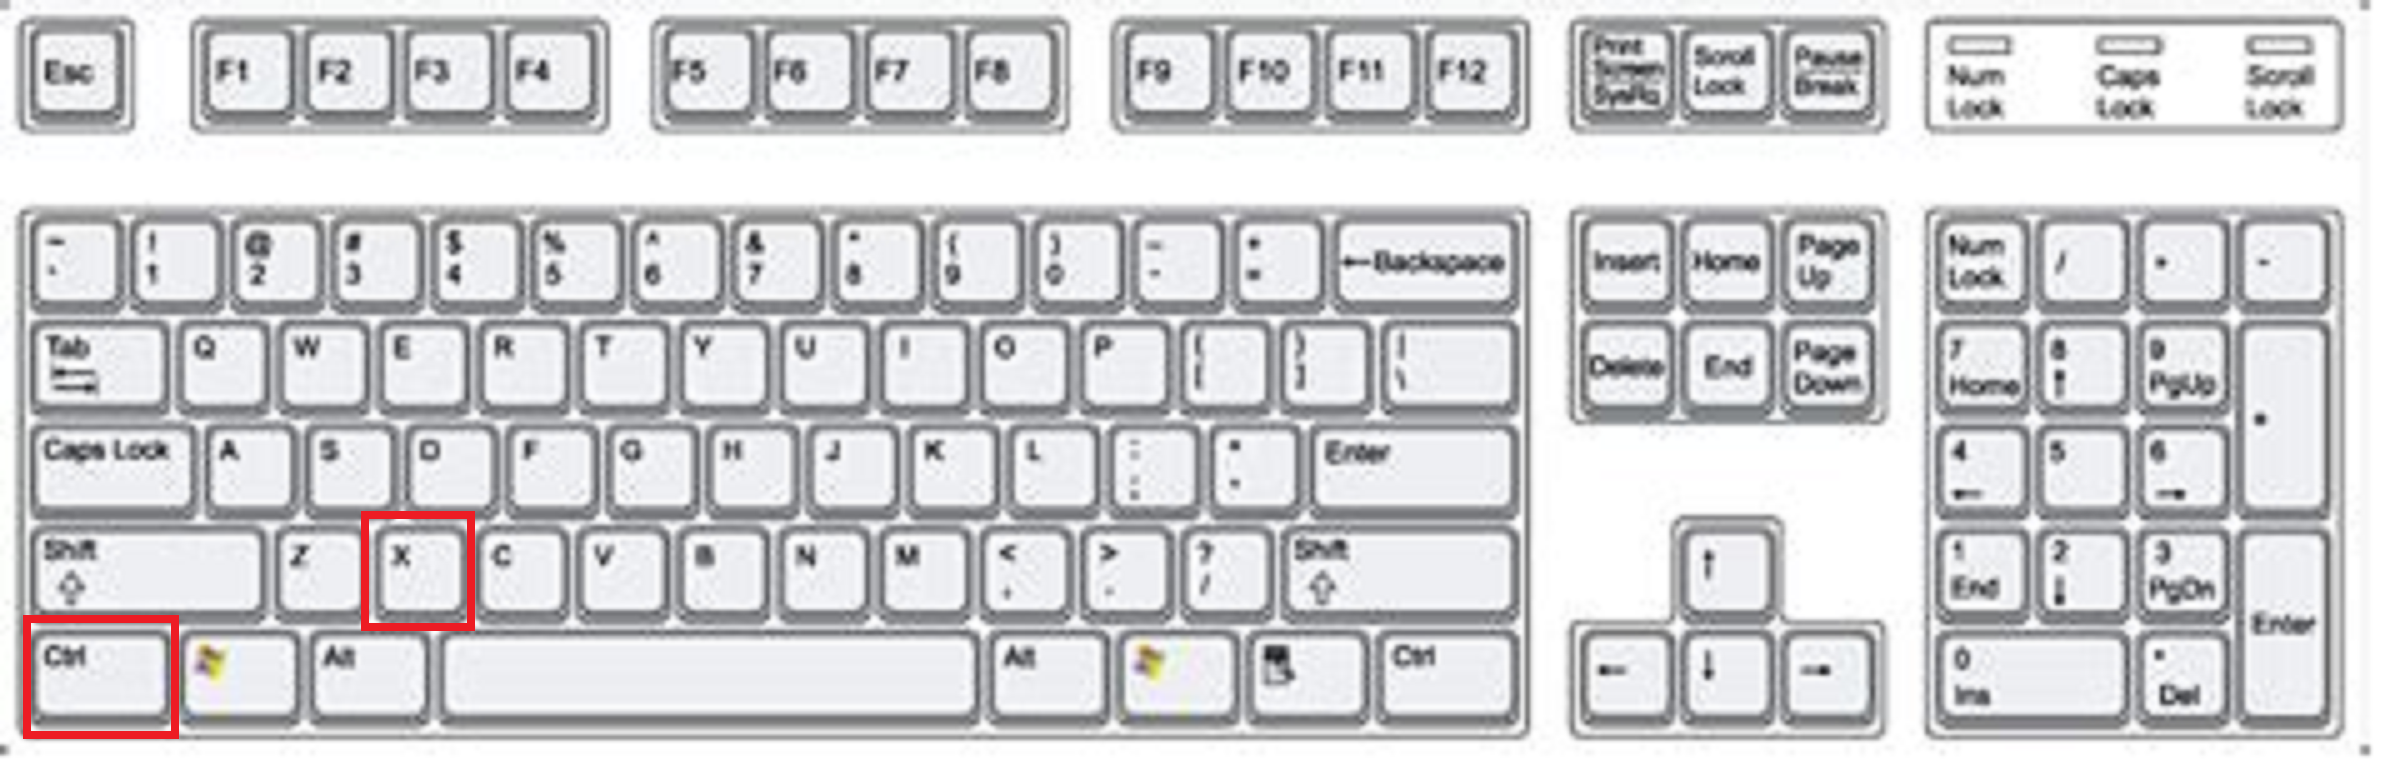 Esc F1 F2 F3 F4 F5 F6 F7 F8 F9 F10 F11 F12
Print
Screen
SysRq
Scroll
Lock
Pause
Break
Num
Lock
Caps
Lock
Scroll
Lock
! @ # $ % ^ & * ( ) +
1 2 3 4 5 6 7 8 9 0 - =
←Backspace
Tab Q W E R T Y U I O P
{ } |
[ ] \
Caps Lock A S D F G H J K L : Enter
;
Shift Z X C V B N M < > ? Shift
, . /
Ctrl Alt Alt Ctrl
Insert Home Page
Up
Delete End Page
Down
↑
← ↓ →
Num
Lock
/ -
7 8 9
Home ↑ PgUp
4 5 6
← →
1 2 3
End ↓ PgDn
Enter
0
Ins Del